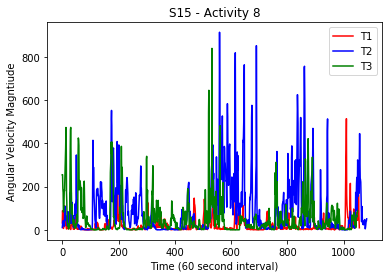 S15 - Activity 8
T1
T2
T3
Angular Velocity Magntiude
800
600
400
200
0
0
200
400
600
800
1000
Time (60 second interval)